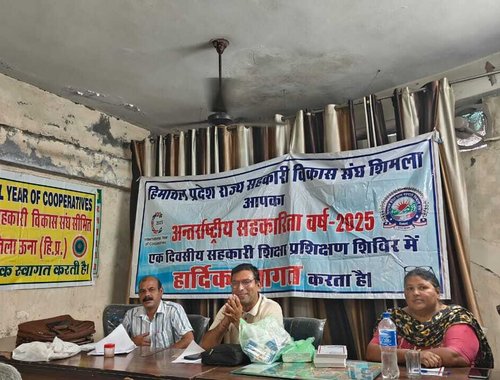 L YEAR OF COOPERATIVES
सहकारी विकास संघ सीमित
जिला ऊना (हि.प्र.)
क स्वागत करता है!
हिमाचल प्रदेश राज्य सहकारी विकास संघ शिमला
आपका
अन्तर्राष्ट्रीय सहकारिता वर्ष-2025
एक दिवसीय सहकारी शिक्षा प्रशिक्षण शिविर में
हार्दिक स्वागत करता है।